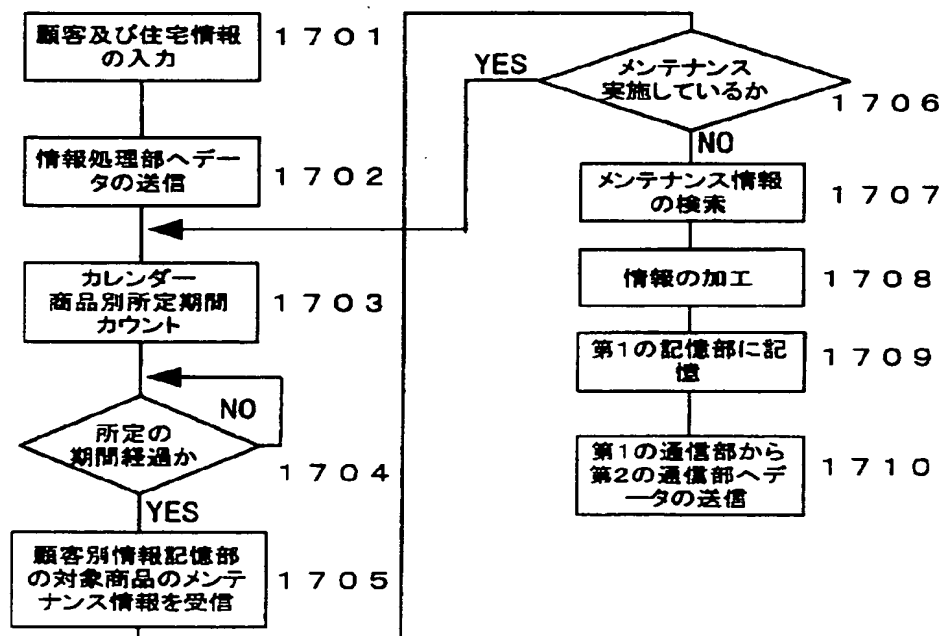 顧客及び住宅情報
の入力
1701
情報処理部へデー
タの送信
1702
カレンダー
商品別所定期間
カウント
1703
NO
所定の
期間経過か
1704
YES
顧客別情報記憶部
の対象商品のメンテ
ナンス情報を受信
1705
YES
メンテナンス
実施しているか
1706
NO
メンテナンス情報
の検索
1707
情報の加工
1708
第1の記憶部に記
憶
1709
第1の通信部から
第2の通信部へデ
ータの送信
1710